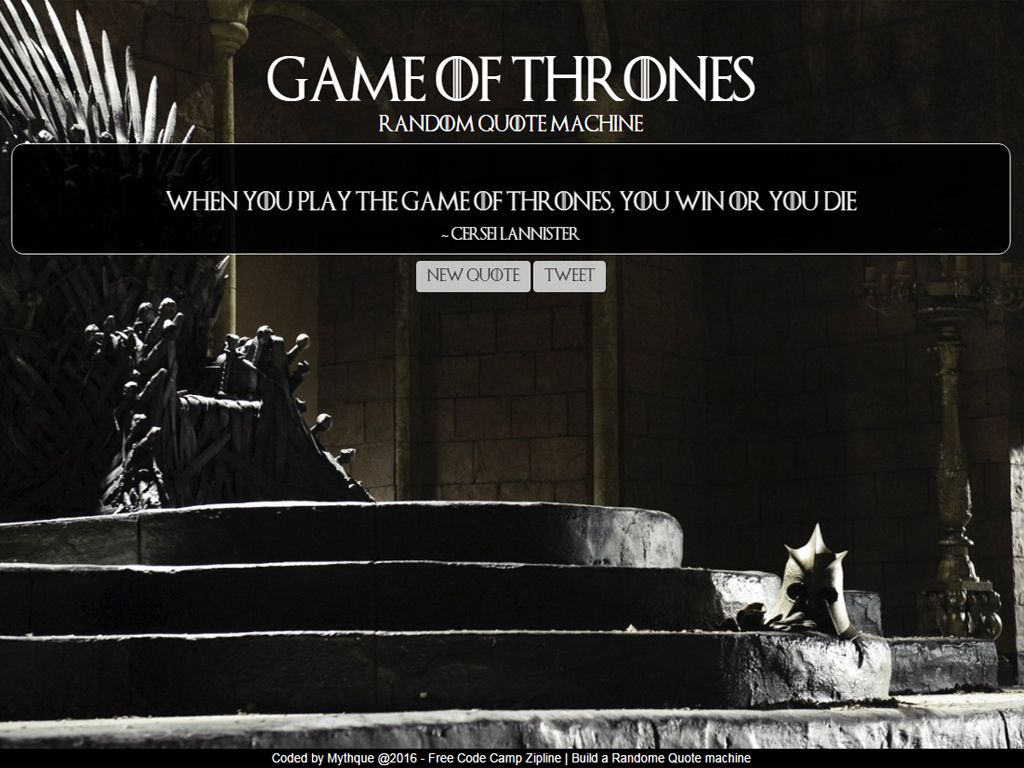 GAME OF THRONES
RANDOM QUOTE MACHINE
WHEN YOU PLAY THE GAME OF THRONES, YOU WIN OR YOU DIE
~ CERSEI LANNISTER
NEW QUOTE TWEET
Coded by Mythque @2016 - Free Code Camp Zipline | Build a Randome Quote machine